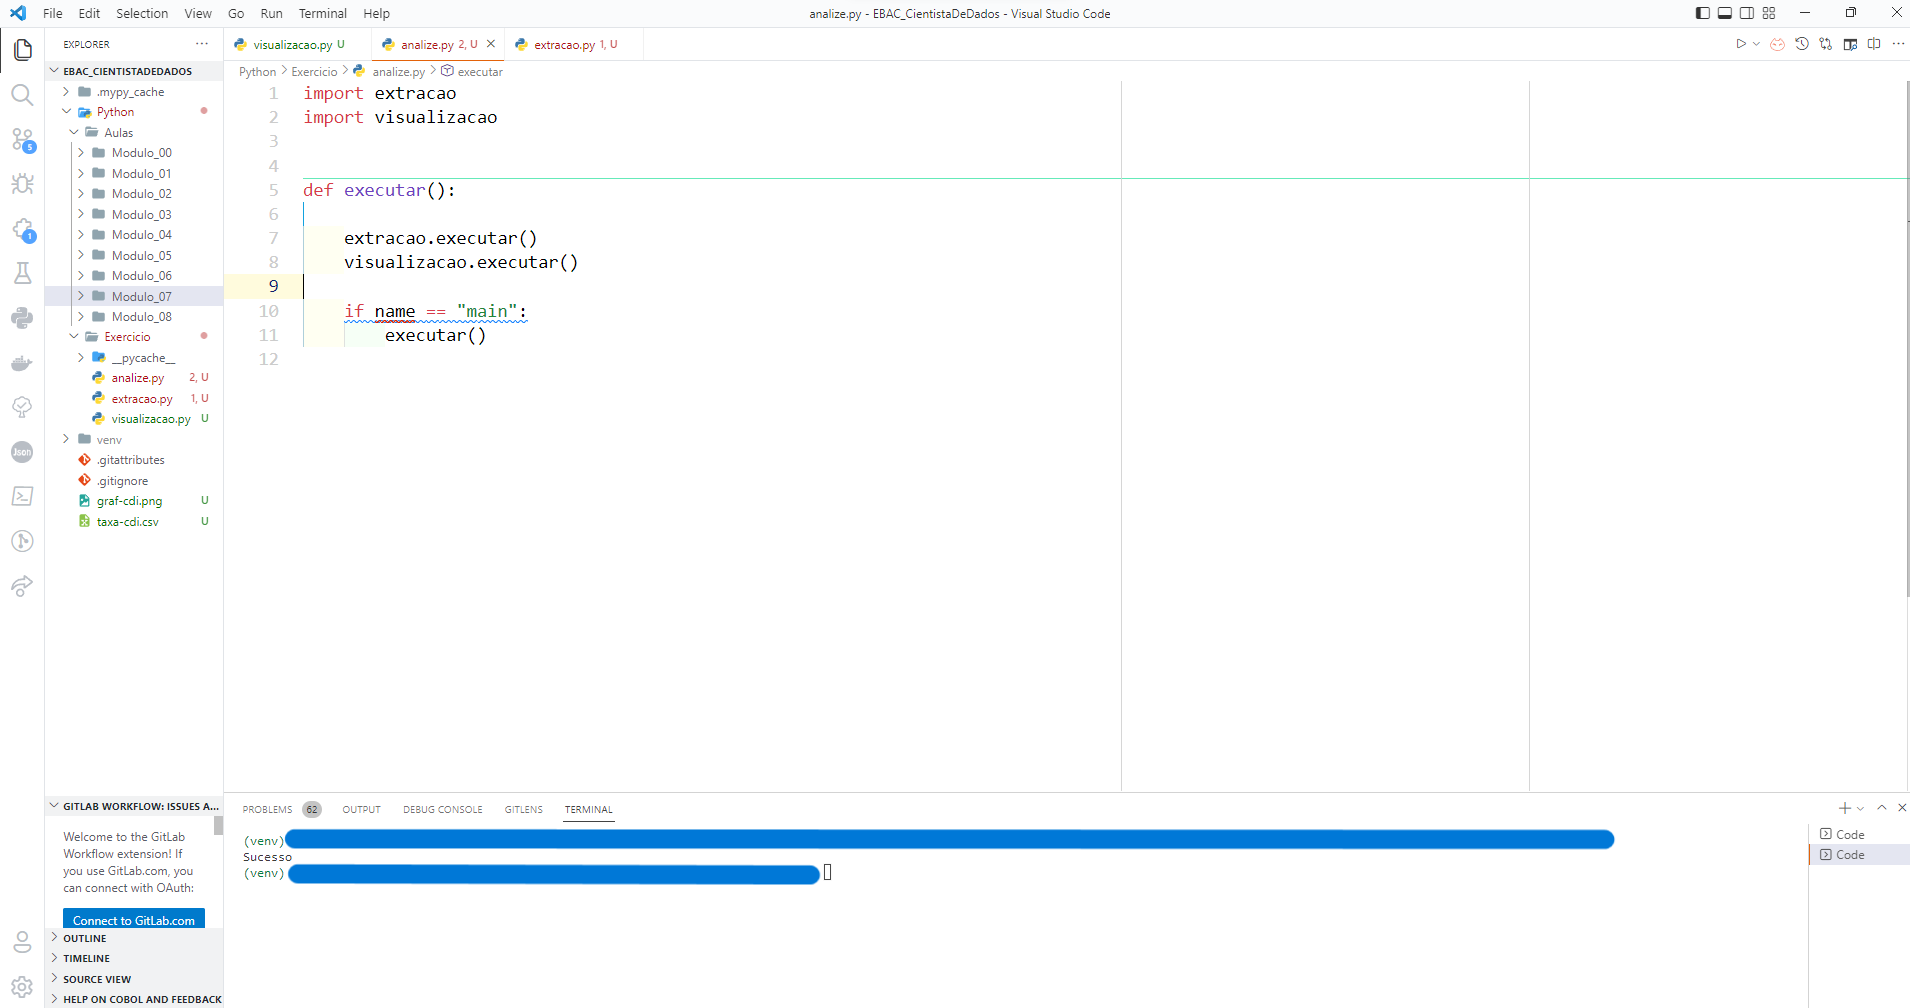 File Edit Selection View Go Run Terminal Help
analize.py - EBAC_CientistaDeDados - Visual Studio Code
EXPLORER
EBAC_CIENTISTADEDADOS
.mypy_cache
Python
Aulas
Modulo_00
Modulo_01
Modulo_02
Modulo_03
Modulo_04
Modulo_05
Modulo_06
Modulo_07
Modulo_08
Exercicio
__pycache__
analize.py 2, U
extracao.py 1, U
visualizacao.py U
venv
.gitattributes
.gitignore
graf-cdi.png U
taxa-cdi.csv U
5
1
Json
GITLAB WORKFLOW: ISSUES A...
Welcome to the GitLab
Workflow extension! If
you use GitLab.com, you
can connect with OAuth:
Connect to GitLab.com
OUTLINE
TIMELINE
SOURCE VIEW
HELP ON COBOL AND FEEDBACK
visualizacao.py U analize.py 2, U extracao.py 1, U
Python > Exercicio > analize.py > executar
1 import extracao
2 import visualizacao
3
4
5 def executar():
6
7 extracao.executar()
8 visualizacao.executar()
9
10 if name == "main":
11 executar()
12
PROBLEMS 62 OUTPUT DEBUG CONSOLE GITLENS TERMINAL
(venv)
Sucesso
(venv)
Code
Code